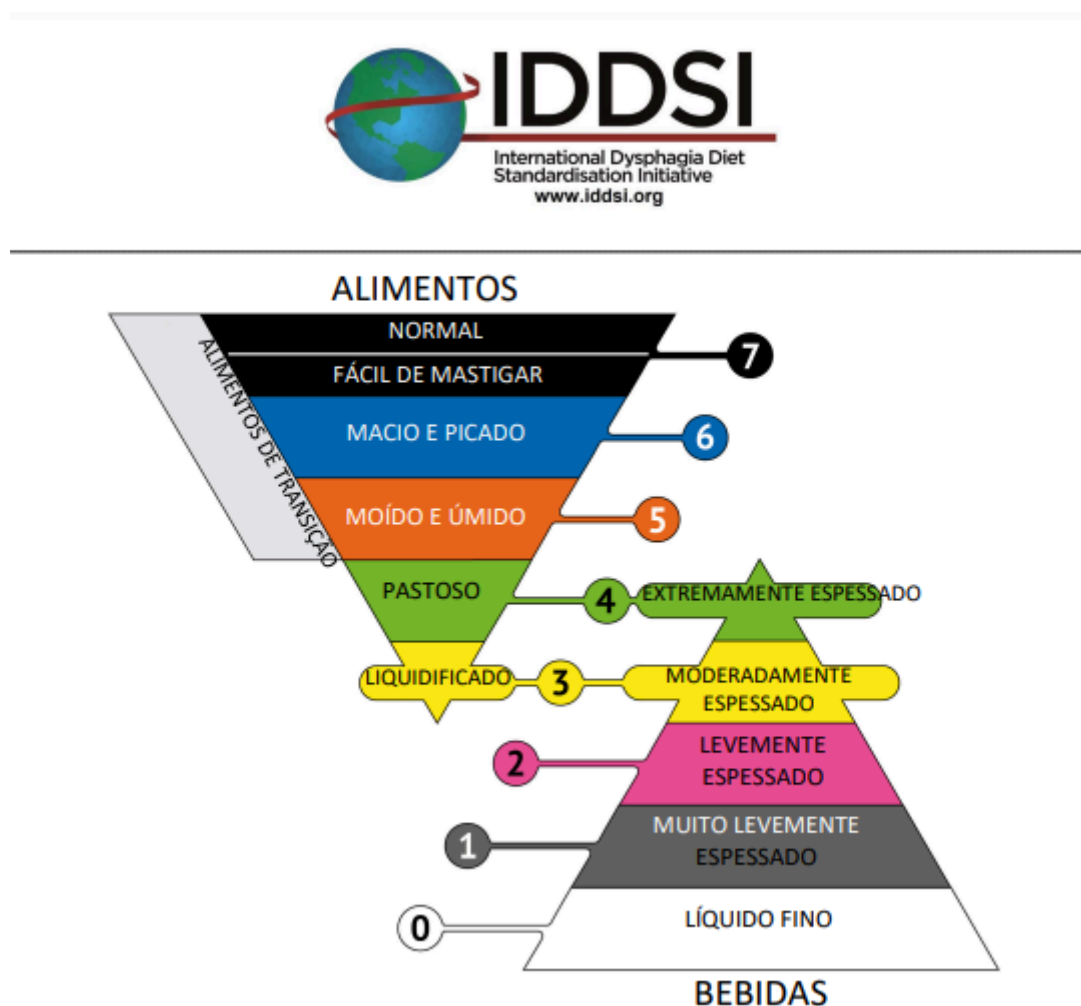 IDDSI
International Dysphagia Diet
Standardisation Initiative
www.iddsi.org
ALIMENTOS
NORMAL
7
FÁCIL DE MASTIGAR
ALIMENTOS DE TRANSIÇÃO
MACIO E PICADO
6
MOÍDO E ÚMIDO
5
PASTOSO
4
EXTREMAMENTE ESPESSADO
LIQUIDIFICADO
3
MODERADAMENTE
ESPESSADO
2
LEVEMENTE
ESPESSADO
1
MUITO LEVEMENTE
ESPESSADO
0
LÍQUIDO FINO
BEBIDAS